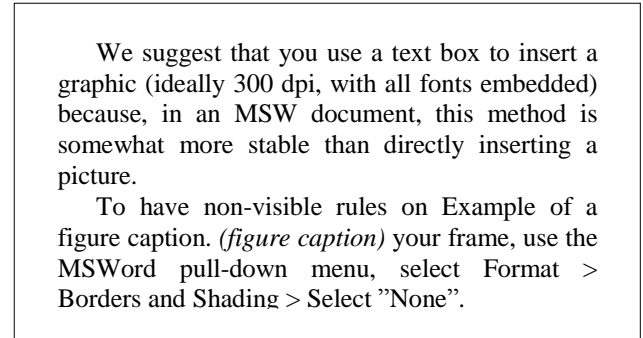 We suggest that you use a text box to insert a
graphic (ideally 300 dpi, with all fonts embedded)
because, in an MSW document, this method is
somewhat more stable than directly inserting a
picture.
To have non-visible rules on Example of a
figure caption. (figure caption) your frame, use the
MSWord pull-down menu, select Format >
Borders and Shading > Select ”None”.